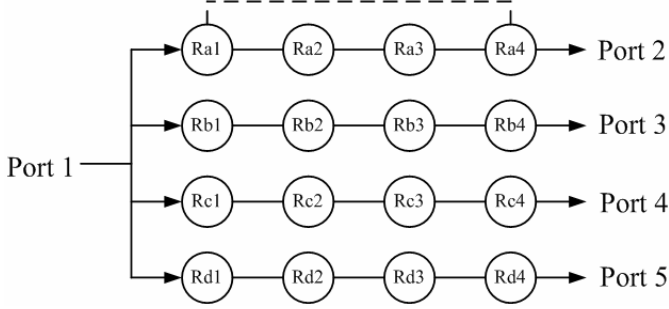 Ra1 Ra2 Ra3 Ra4 Port 2
Rb1 Rb2 Rb3 Rb4 Port 3
Port 1
Rc1 Rc2 Rc3 Rc4 Port 4
Rd1 Rd2 Rd3 Rd4 Port 5